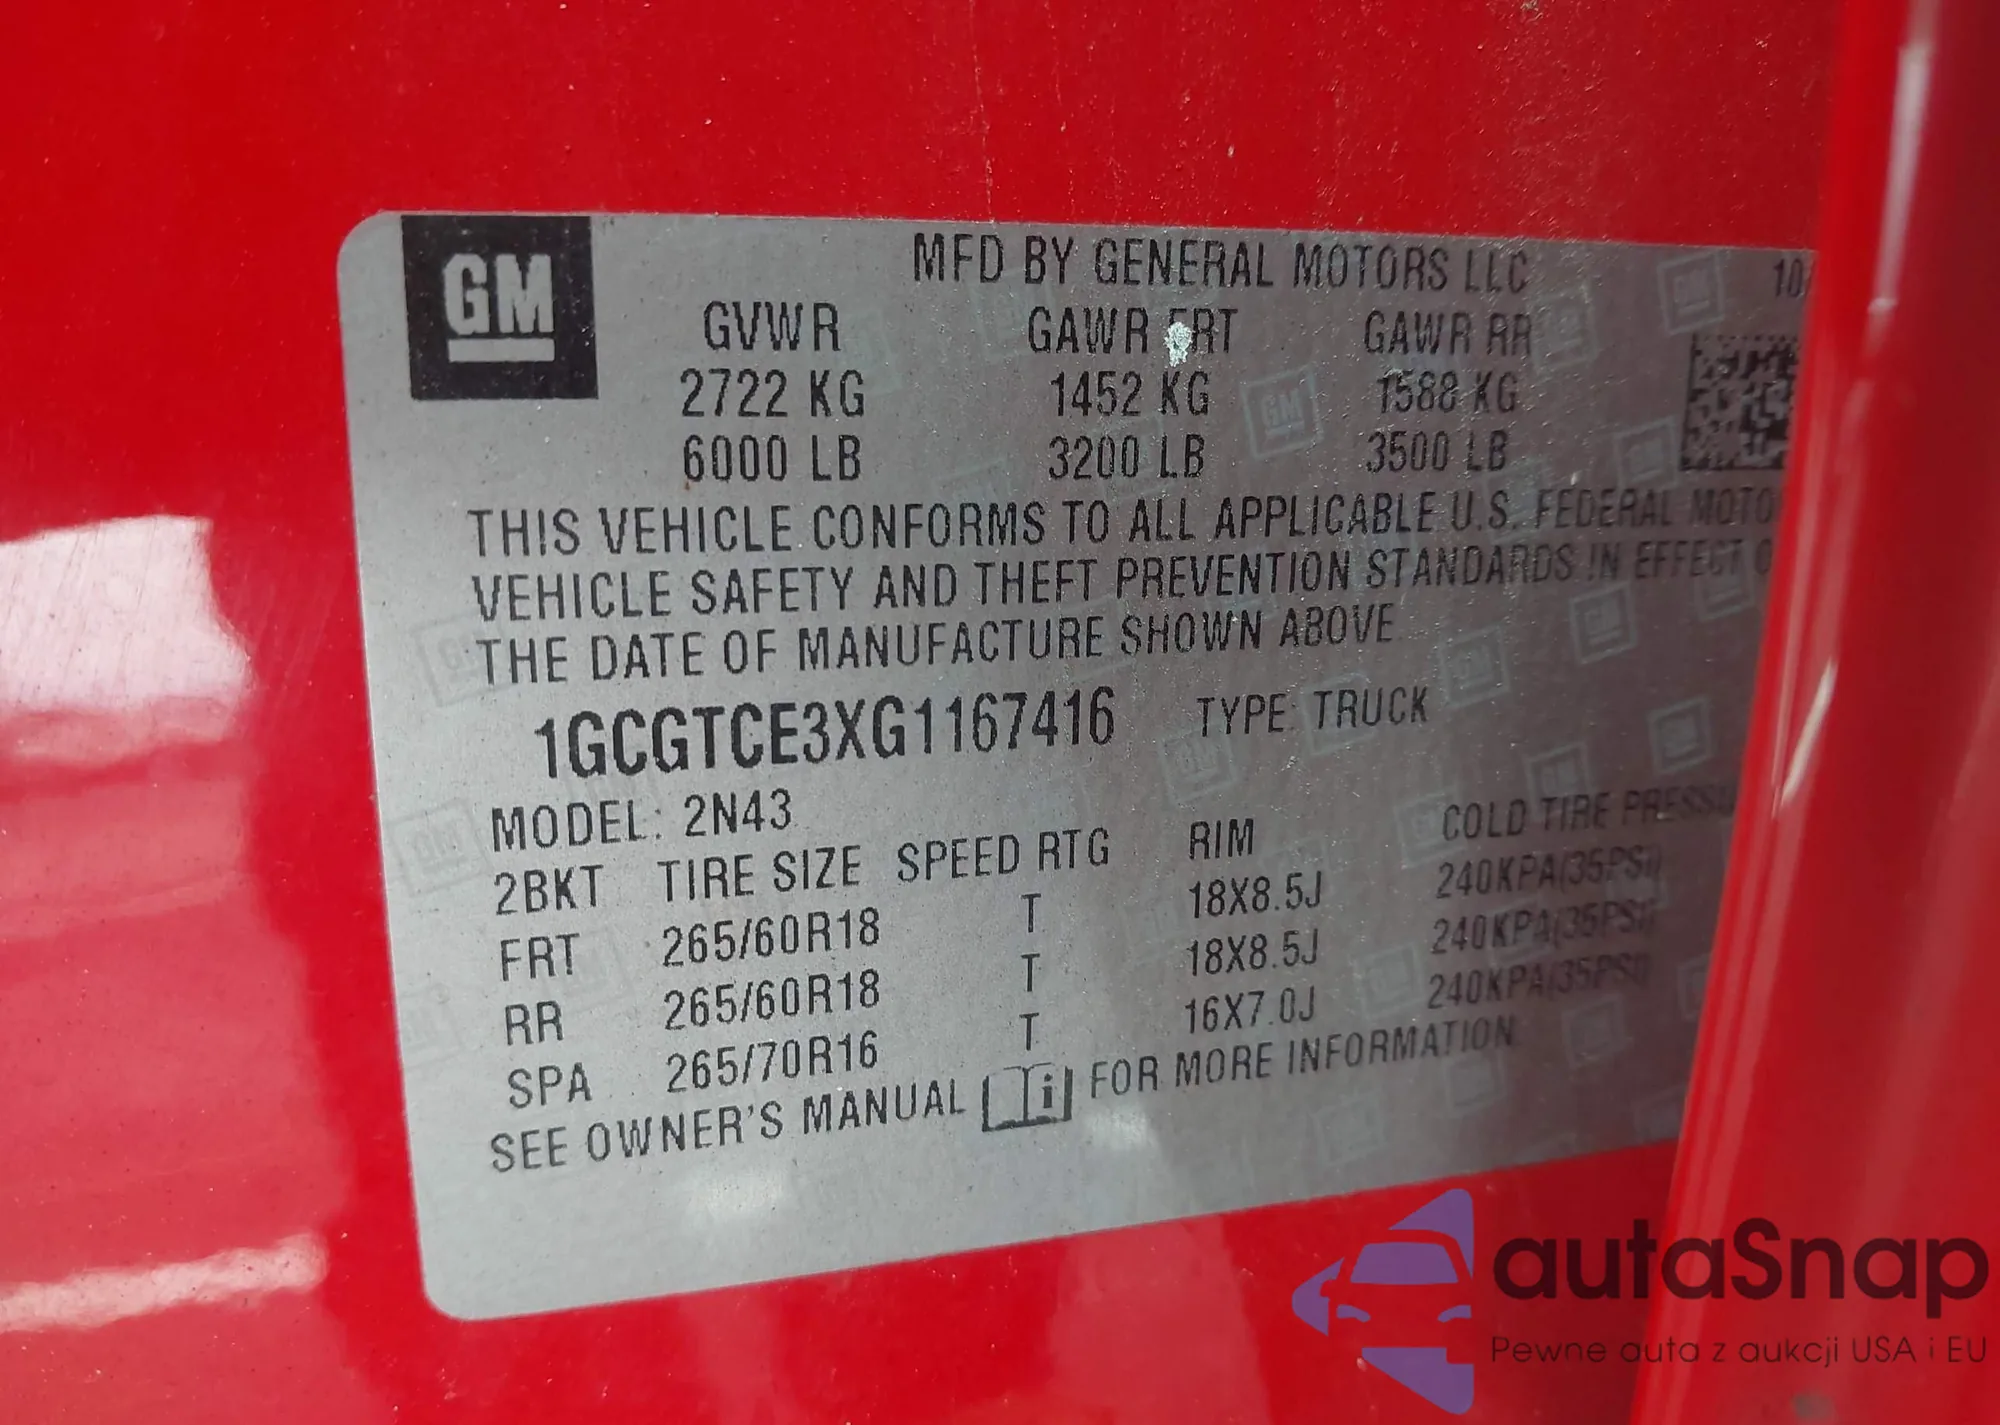 GM
MFD BY GENERAL MOTORS LLC 10/
GVWR GAWR FRT GAWR RR
2722 KG 1452 KG 1588 KG
6000 LB 3200 LB 3500 LB
THIS VEHICLE CONFORMS TO ALL APPLICABLE U.S. FEDERAL MOTO
VEHICLE SAFETY AND THEFT PREVENTION STANDARDS IN EFFECT O
THE DATE OF MANUFACTURE SHOWN ABOVE.
1GCGTCE3XG1167416 TYPE: TRUCK
MODEL: 2N43
2BKT TIRE SIZE SPEED RTG RIM COLD TIRE PRESSU
FRT 265/60R18 T 18X8.5J 240KPA(35PSI)
RR 265/60R18 T 18X8.5J 240KPA(35PSI)
SPA 265/70R16 T 16X7.0J 240KPA(35PSI)
SEE OWNER'S MANUAL i FOR MORE INFORMATION.
autaSnap
Pewne auta z aukcji USA i EU